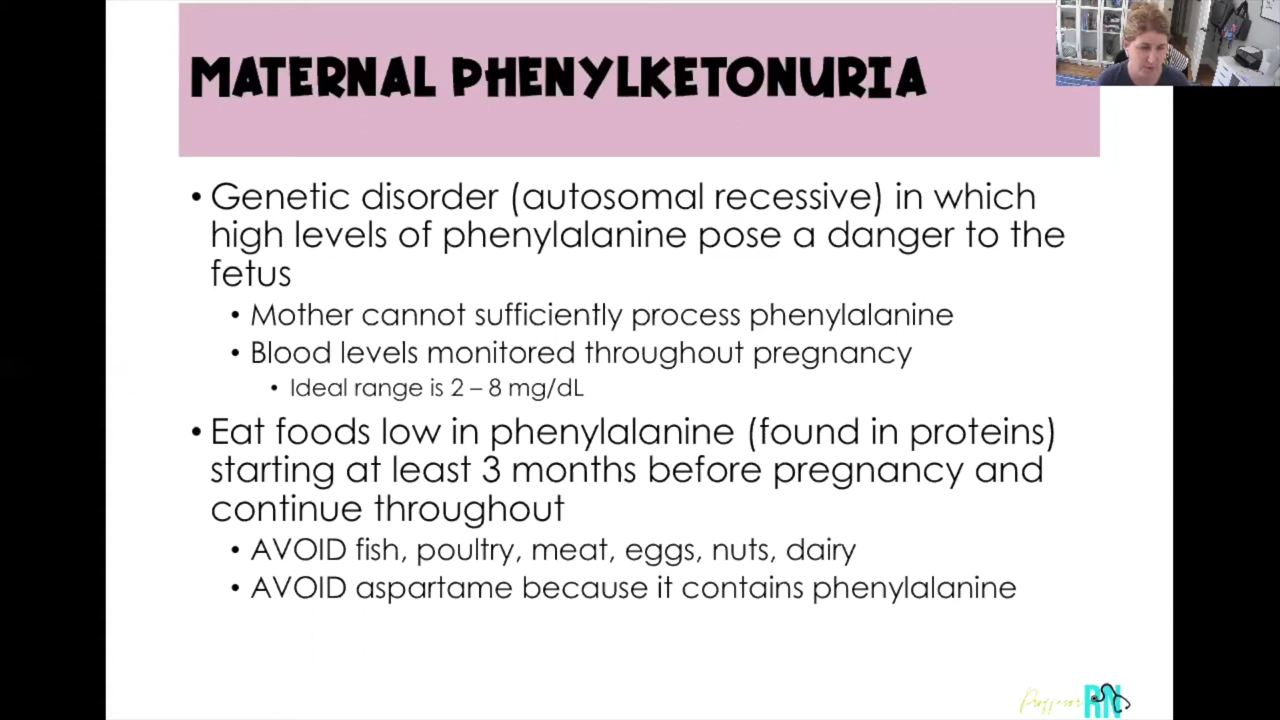 MATERNAL PHENYLKETONURIA
• Genetic disorder (autosomal recessive) in which
high levels of phenylalanine pose a danger to the
fetus
• Mother cannot sufficiently process phenylalanine
• Blood levels monitored throughout pregnancy
• Ideal range is 2 – 8 mg/dL
• Eat foods low in phenylalanine (found in proteins)
starting at least 3 months before pregnancy and
continue throughout
• AVOID fish, poultry, meat, eggs, nuts, dairy
• AVOID aspartame because it contains phenylalanine
Professor RN